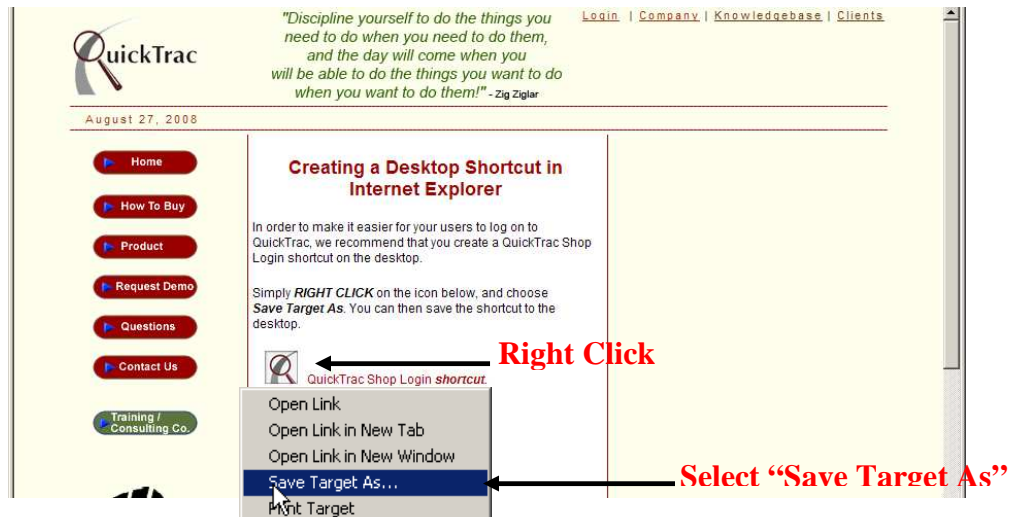 "Discipline yourself to do the things you
need to do when you need to do them,
and the day will come when you
will be able to do the things you want to do
when you want to do them!" - Zig Ziglar
Login | Company | Knowledgebase | Clients
QuickTrac
August 27, 2008
Home
How To Buy
Product
Request Demo
Questions
Contact Us
Training /
Consulting Co.
Creating a Desktop Shortcut in
Internet Explorer
In order to make it easier for your users to log on to
QuickTrac, we recommend that you create a QuickTrac Shop
Login shortcut on the desktop.
Simply RIGHT CLICK on the icon below, and choose
Save Target As. You can then save the shortcut to the
desktop.
Right Click
QuickTrac Shop Login shortcut.
Open Link
Open Link in New Tab
Open Link in New Window
Save Target As...
Print Target
Select “Save Target As”